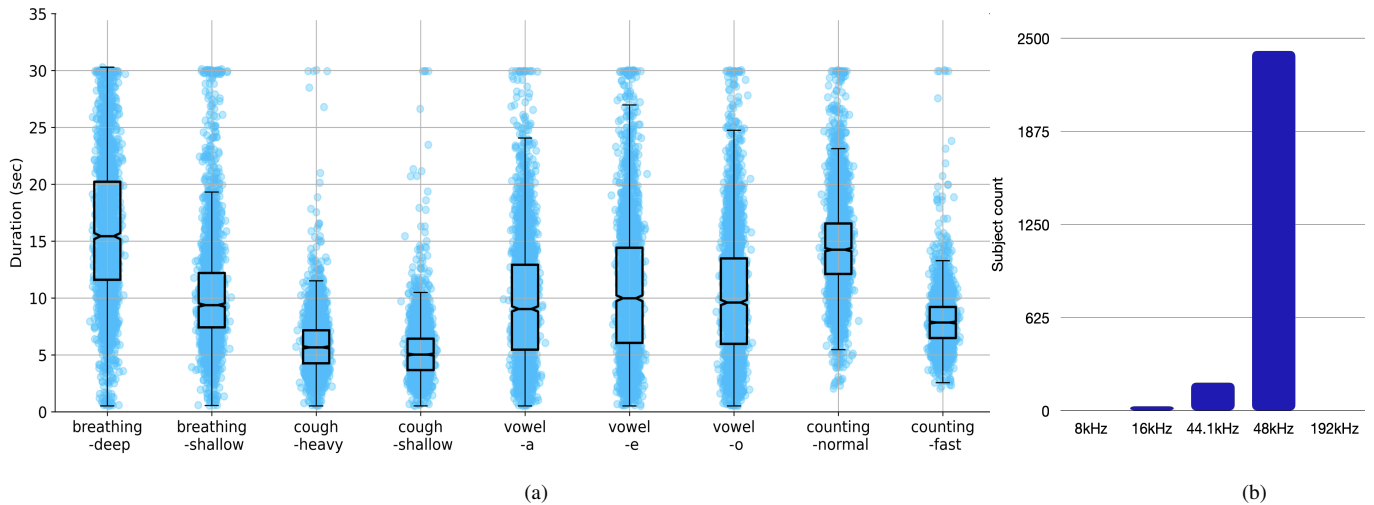 35
30
25
20
15
10
5
0
Duration (sec)
breathing
-deep
breathing
-shallow
cough
-heavy
cough
-shallow
vowel
-a
vowel
-e
vowel
-o
counting
-normal
counting
-fast
(a)
2500
1875
1250
625
0
Subject count
8kHz
16kHz
44.1kHz
48kHz
192kHz
(b)